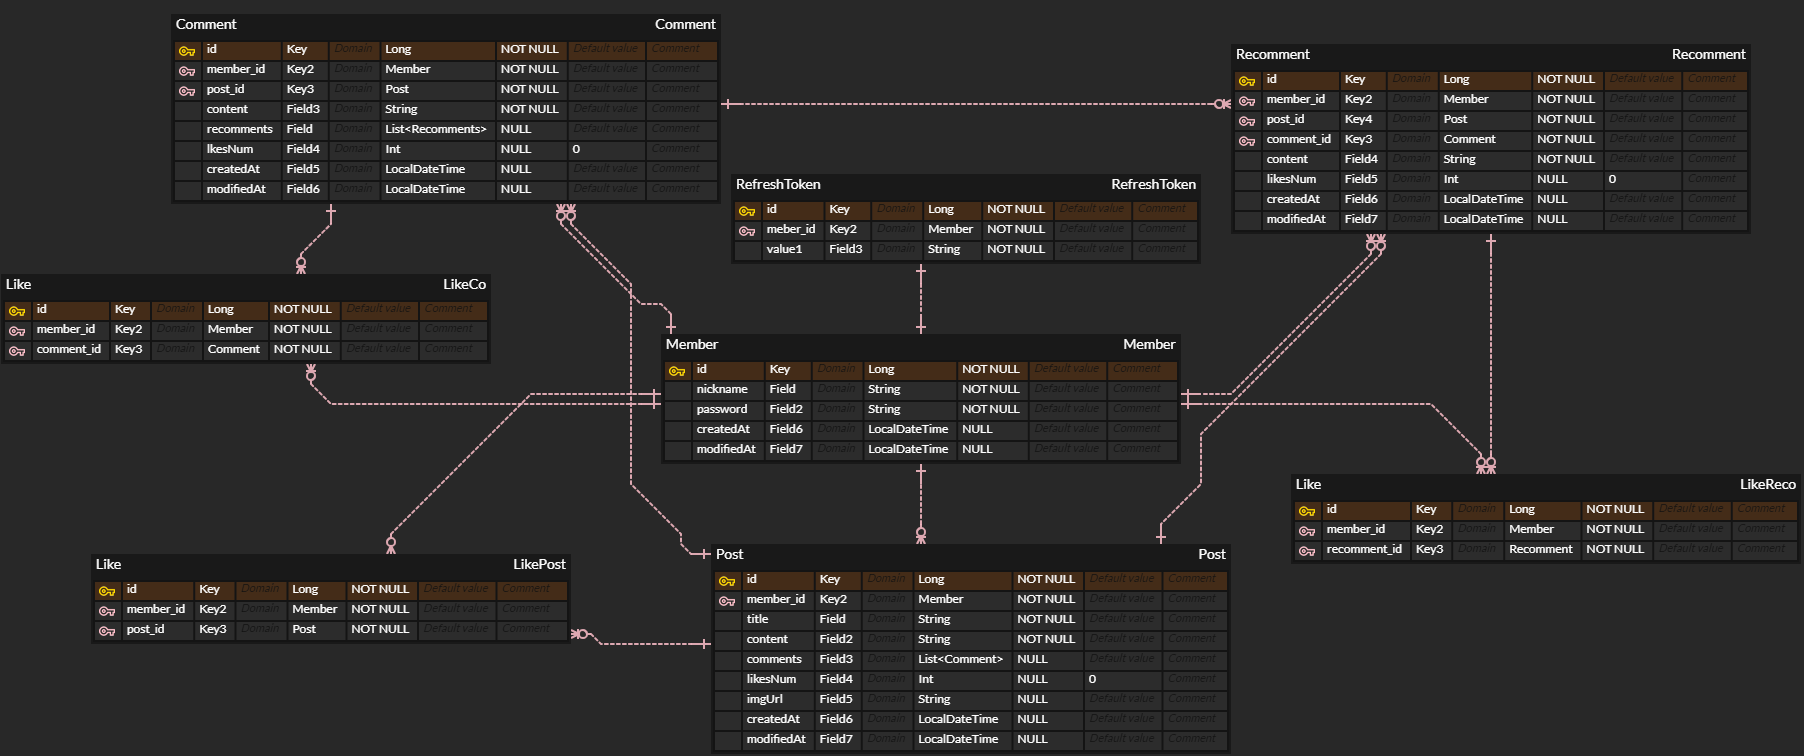 Comment Comment
id Key Domain Long NOT NULL Default value Comment
member_id Key2 Domain Member NOT NULL Default value Comment
post_id Key3 Domain Post NOT NULL Default value Comment
content Field3 Domain String NOT NULL Default value Comment
recomments Field Domain List<Recomments> NULL Default value Comment
lkesNum Field4 Domain Int NULL 0 Comment
createdAt Field5 Domain LocalDateTime NULL Default value Comment
modifiedAt Field6 Domain LocalDateTime NULL Default value Comment
Recomment Recomment
id Key Domain Long NOT NULL Default value Comment
member_id Key2 Domain Member NOT NULL Default value Comment
post_id Key4 Domain Post NOT NULL Default value Comment
comment_id Key3 Domain Comment NOT NULL Default value Comment
content Field4 Domain String NOT NULL Default value Comment
likesNum Field5 Domain Int NULL 0 Comment
createdAt Field6 Domain LocalDateTime NULL Default value Comment
modifiedAt Field7 Domain LocalDateTime NULL Default value Comment
RefreshToken RefreshToken
id Key Domain Long NOT NULL Default value Comment
meber_id Key2 Domain Member NOT NULL Default value Comment
value1 Field3 Domain String NOT NULL Default value Comment
Like LikeCo
id Key Domain Long NOT NULL Default value Comment
member_id Key2 Domain Member NOT NULL Default value Comment
comment_id Key3 Domain Comment NOT NULL Default value Comment
Member Member
id Key Domain Long NOT NULL Default value Comment
nickname Field Domain String NOT NULL Default value Comment
password Field2 Domain String NOT NULL Default value Comment
createdAt Field6 Domain LocalDateTime NULL Default value Comment
modifiedAt Field7 Domain LocalDateTime NULL Default value Comment
Like LikeReco
id Key Domain Long NOT NULL Default value Comment
member_id Key2 Domain Member NOT NULL Default value Comment
recomment_id Key3 Domain Recomment NOT NULL Default value Comment
Like LikePost
id Key Domain Long NOT NULL Default value Comment
member_id Key2 Domain Member NOT NULL Default value Comment
post_id Key3 Domain Post NOT NULL Default value Comment
Post Post
id Key Domain Long NOT NULL Default value Comment
member_id Key2 Domain Member NOT NULL Default value Comment
title Field Domain String NOT NULL Default value Comment
content Field2 Domain String NOT NULL Default value Comment
comments Field3 Domain List<Comment> NULL Default value Comment
likesNum Field4 Domain Int NULL 0 Comment
imgUrl Field5 Domain String NULL Default value Comment
createdAt Field6 Domain LocalDateTime NULL Default value Comment
modifiedAt Field7 Domain LocalDateTime NULL Default value Comment